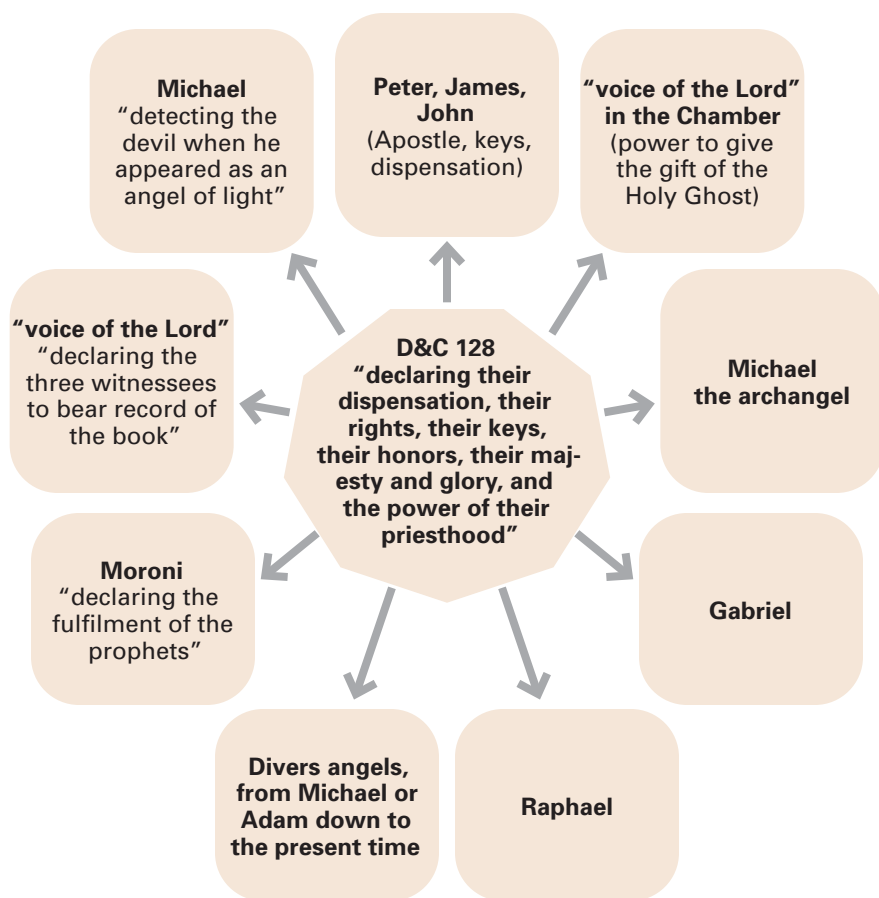 Michael
“detecting the
devil when he
appeared as an
angel of light”
Peter, James,
John
(Apostle, keys,
dispensation)
“voice of the Lord”
in the Chamber
(power to give
the gift of the
Holy Ghost)
“voice of the Lord”
“declaring the
three witnessees
to bear record of
the book”
D&C 128
“declaring their
dispensation, their
rights, their keys,
their honors, their maj-
esty and glory, and
the power of their
priesthood”
Michael
the archangel
Moroni
“declaring the
fulfilment of the
prophets”
Gabriel
Divers angels,
from Michael or
Adam down to
the present time
Raphael